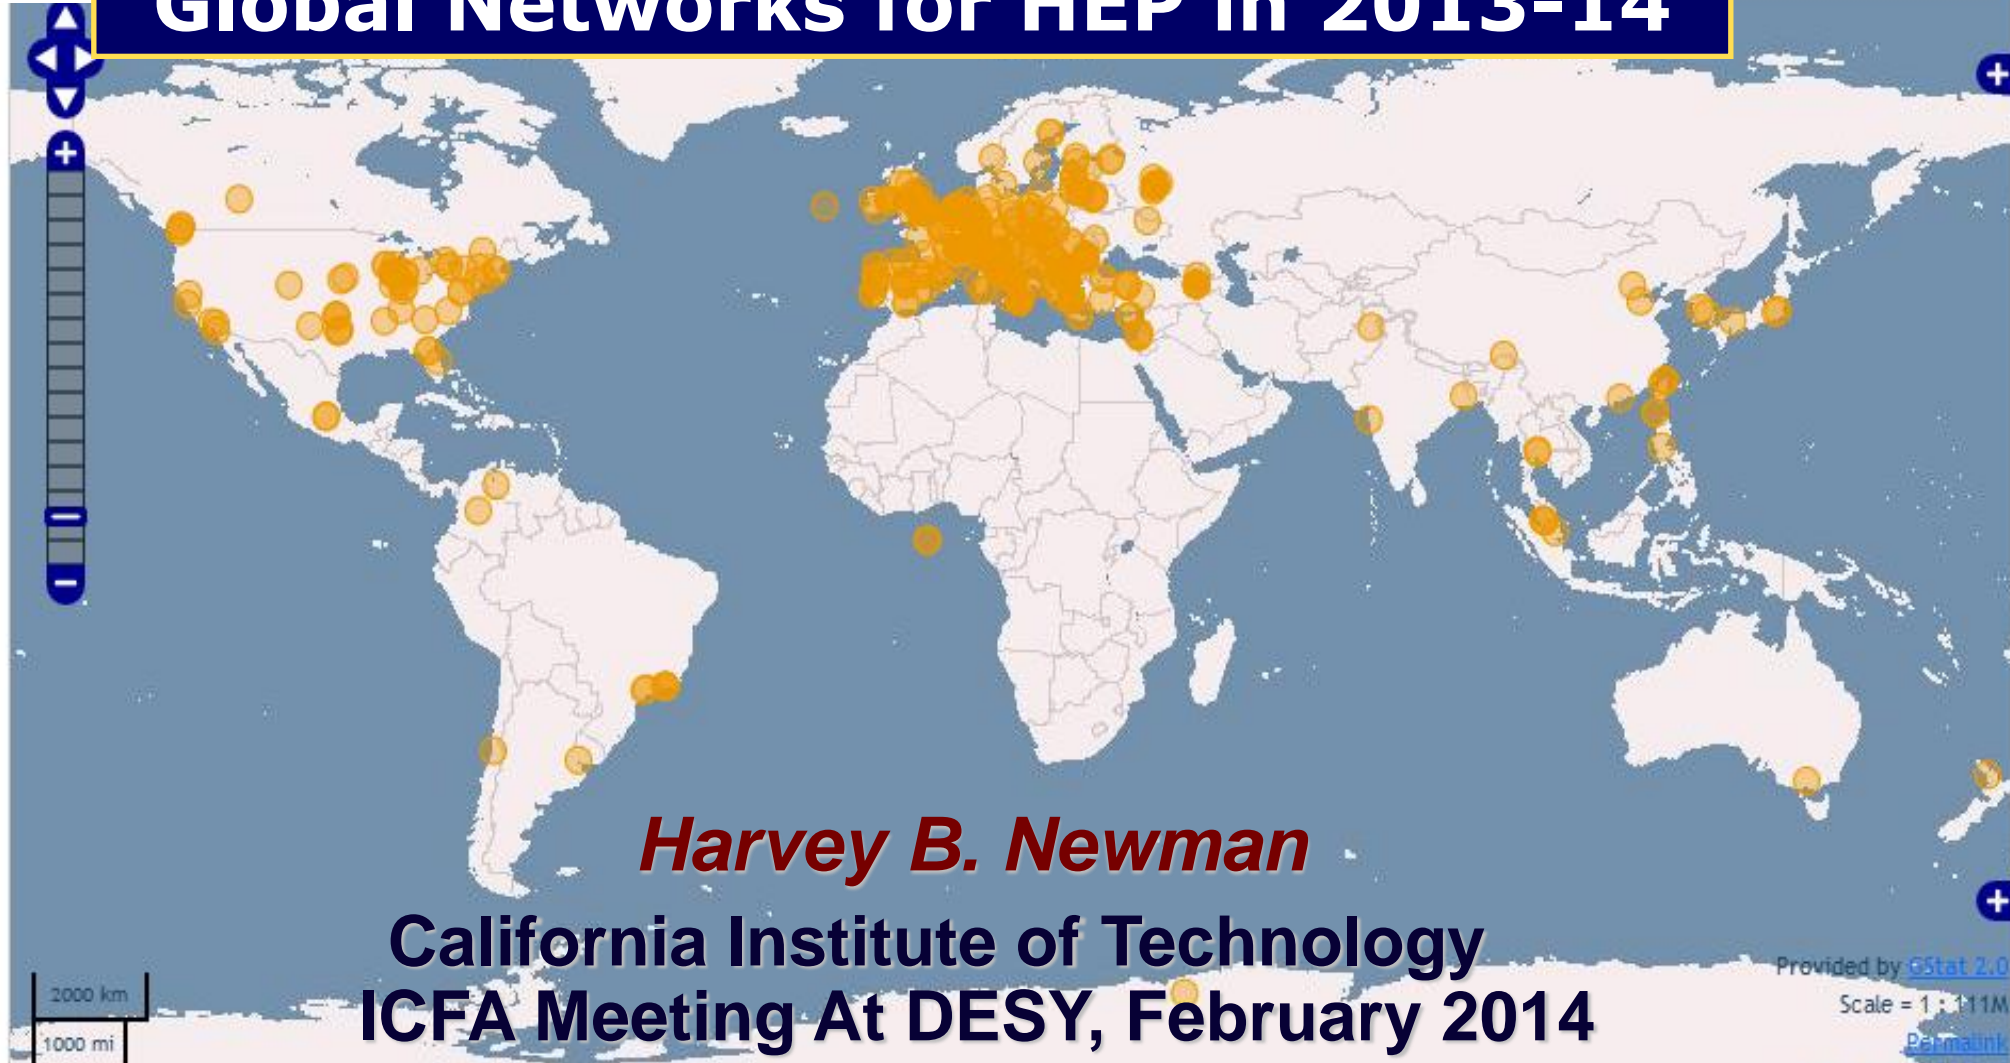 Global Networks for HEP in 2013-14
Harvey B. Newman
California Institute of Technology
ICFA Meeting At DESY, February 2014
2000 km
1000 mi
Provided by GStat 2.0
Scale = 1 : 111M
Permalink